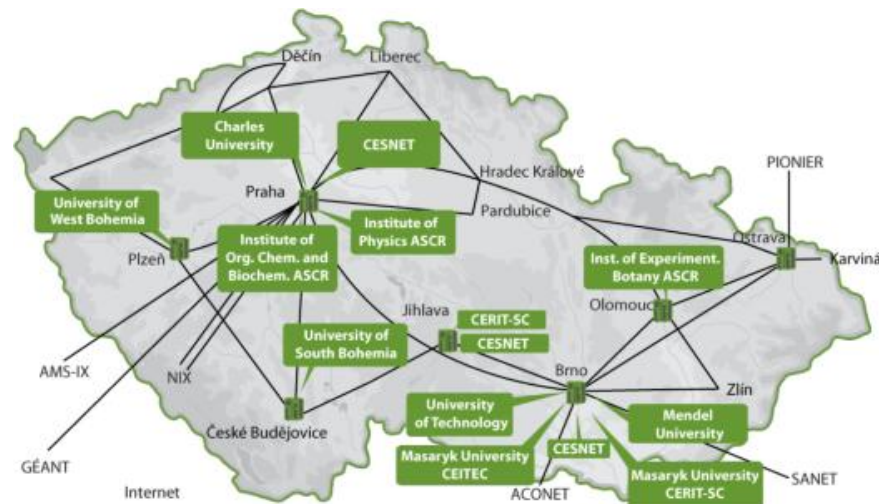 Děčín
Liberec
Charles
University
CESNET
Hradec Králové
PIONIER
Praha
University of
West Bohemia
Institute of
Physics ASCR
Pardubice
Ostrava
Karviná
Plzeň
Institute of
Org. Chem. and
Biochem. ASCR
Inst. of Experiment.
Botany ASCR
Olomouc
Jihlava
CERIT-SC
CESNET
University of
South Bohemia
AMS-IX
NIX
Brno
Zlín
České Budějovice
University
of Technology
Mendel
University
Masaryk University
CEITEC
CESNET
Masaryk University
CERIT-SC
GÉANT
SANET
Internet
ACONET